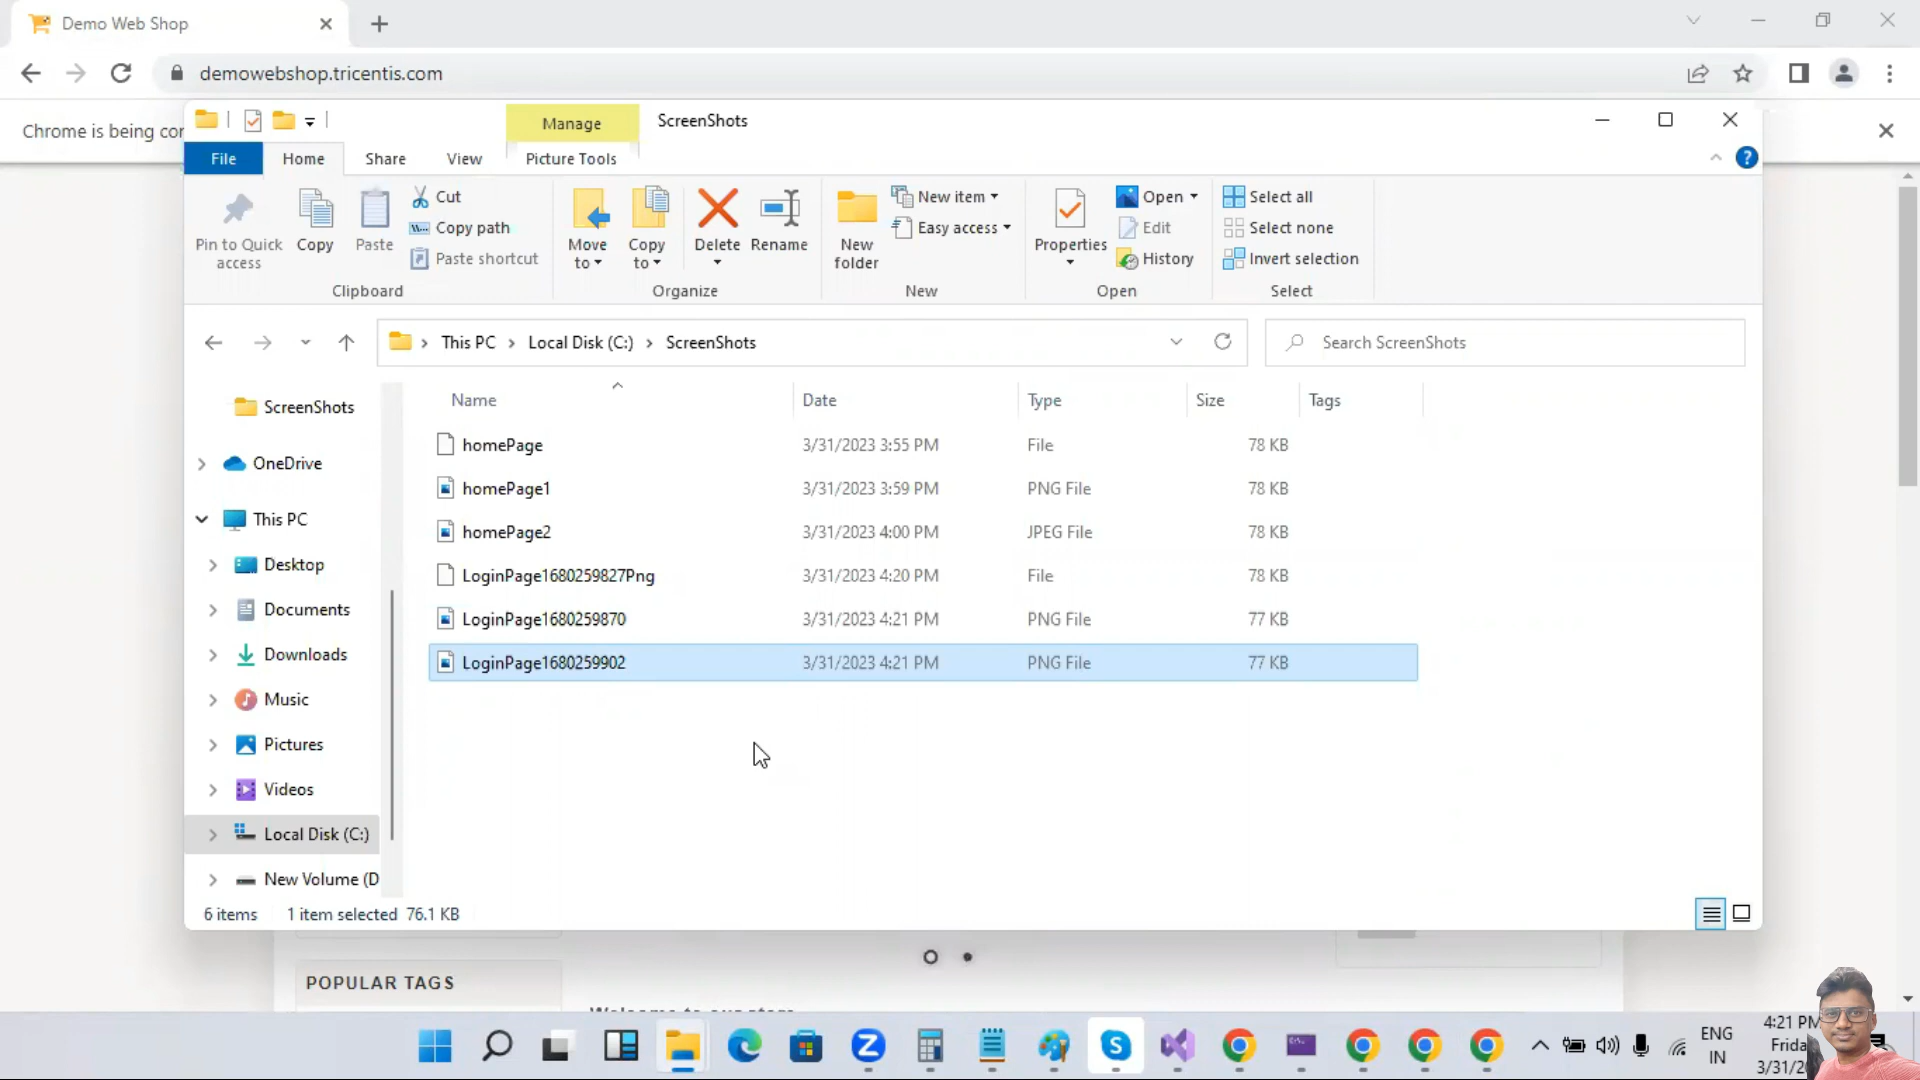 Demo Web Shop
demowebshop.tricentis.com
Chrome is being con
Manage
ScreenShots
File
Home
Share
View
Picture Tools
Pin to Quick
access
Copy
Paste
Cut
Copy path
Paste shortcut
Clipboard
Move
to
Copy
to
Delete
Rename
Organize
New
folder
New item
Easy access
New
Properties
Open
Edit
History
Open
Select all
Select none
Invert selection
Select
This PC
Local Disk (C:)
ScreenShots
Search ScreenShots
ScreenShots
OneDrive
This PC
Desktop
Documents
Downloads
Music
Pictures
Videos
Local Disk (C:)
New Volume (D
Name Date Type Size Tags
homePage 3/31/2023 3:55 PM File 78 KB
homePage1 3/31/2023 3:59 PM PNG File 78 KB
homePage2 3/31/2023 4:00 PM JPEG File 78 KB
LoginPage1680259827Png 3/31/2023 4:20 PM File 78 KB
LoginPage1680259870 3/31/2023 4:21 PM PNG File 77 KB
LoginPage1680259902 3/31/2023 4:21 PM PNG File 77 KB
6 items 1 item selected 76.1 KB
POPULAR TAGS
ENG
IN
4:21 PM
Frida
3/31/20